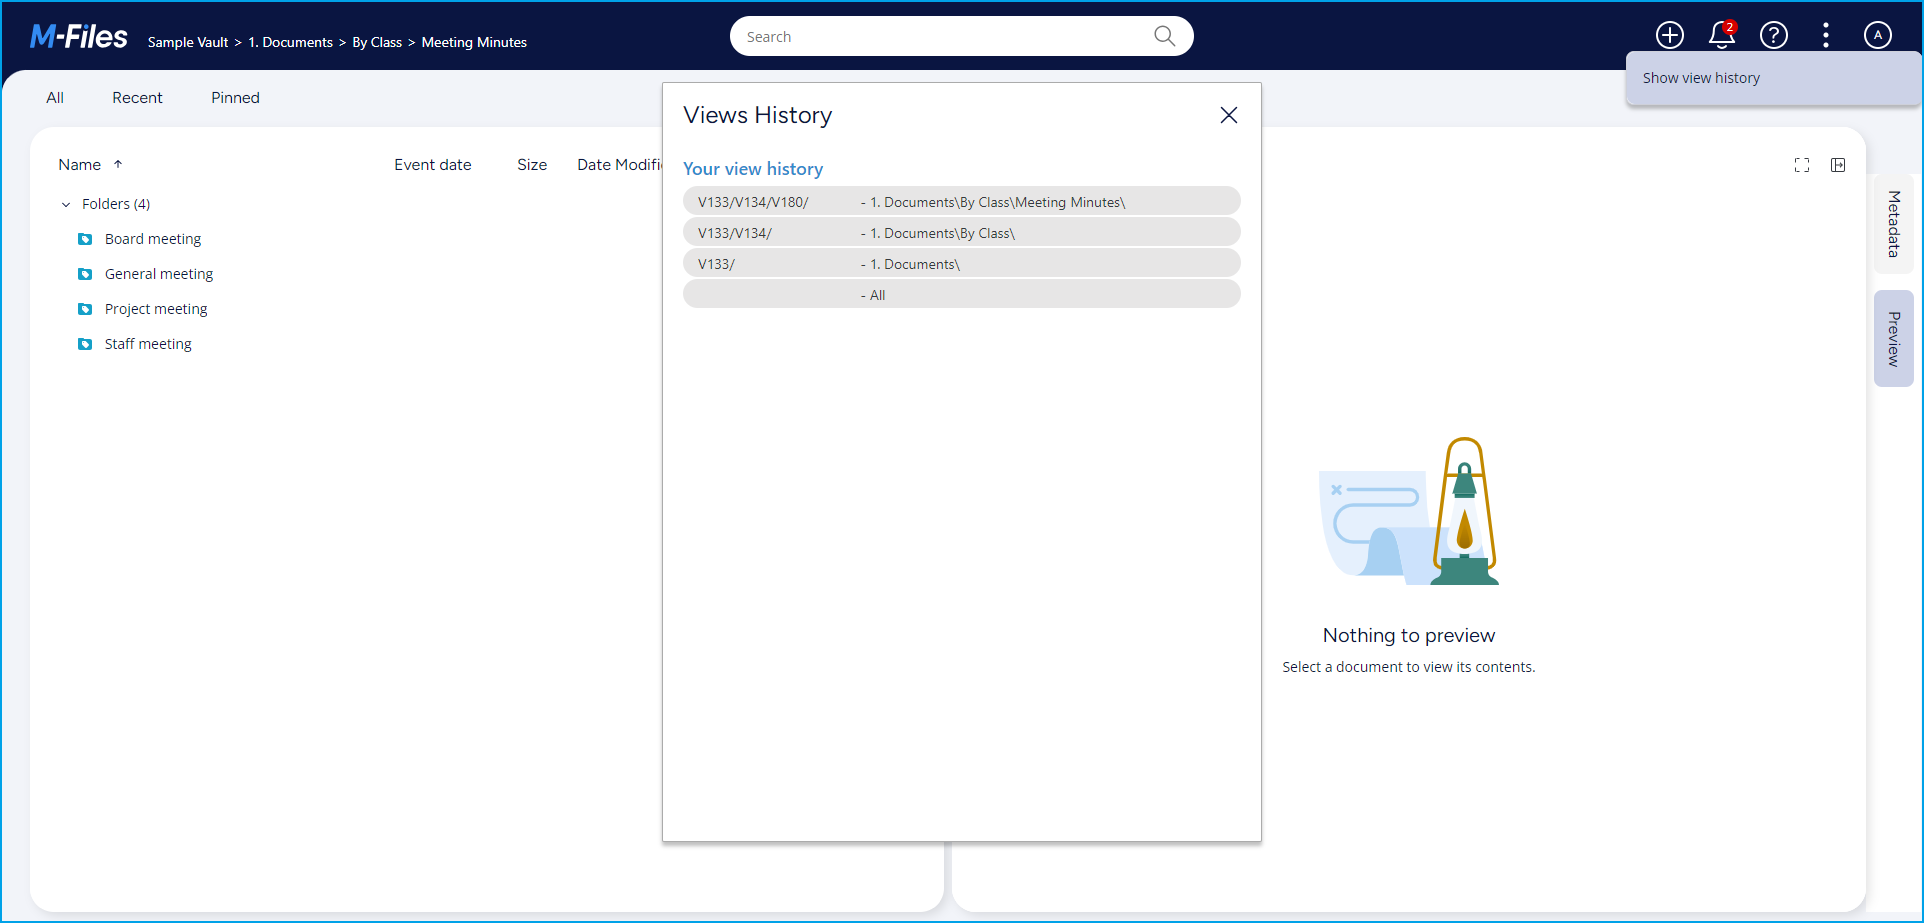 M-Files
Sample Vault > 1. Documents > By Class > Meeting Minutes
Search
2
?
A
Show view history
All
Recent
Pinned
Name
Event date
Size
Date Modifi
Folders (4)
Board meeting
General meeting
Project meeting
Staff meeting
Views History
Your view history
V133/V134/V180/ - 1. Documents\By Class\Meeting Minutes\
V133/V134/ - 1. Documents\By Class\
V133/ - 1. Documents\
- All
Metadata
Preview
Nothing to preview
Select a document to view its contents.